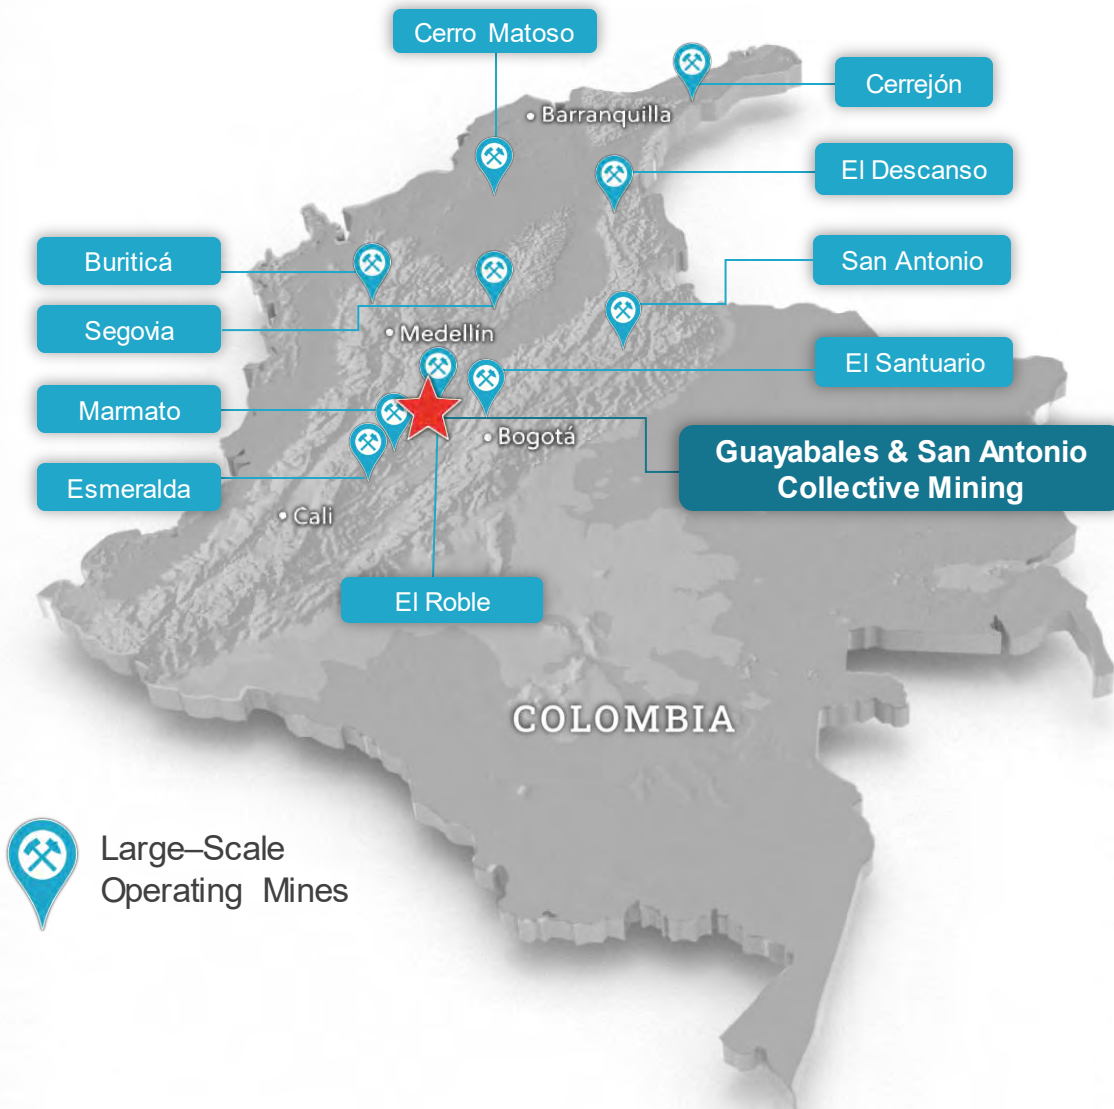 Cerro Matoso
Cerrejón
Barranquilla
El Descanso
Buriticá
San Antonio
Segovia
Medellín
El Santuario
Marmato
Bogotá
Guayabales & San Antonio
Collective Mining
Esmeralda
Cali
El Roble
COLOMBIA
Large–Scale
Operating Mines